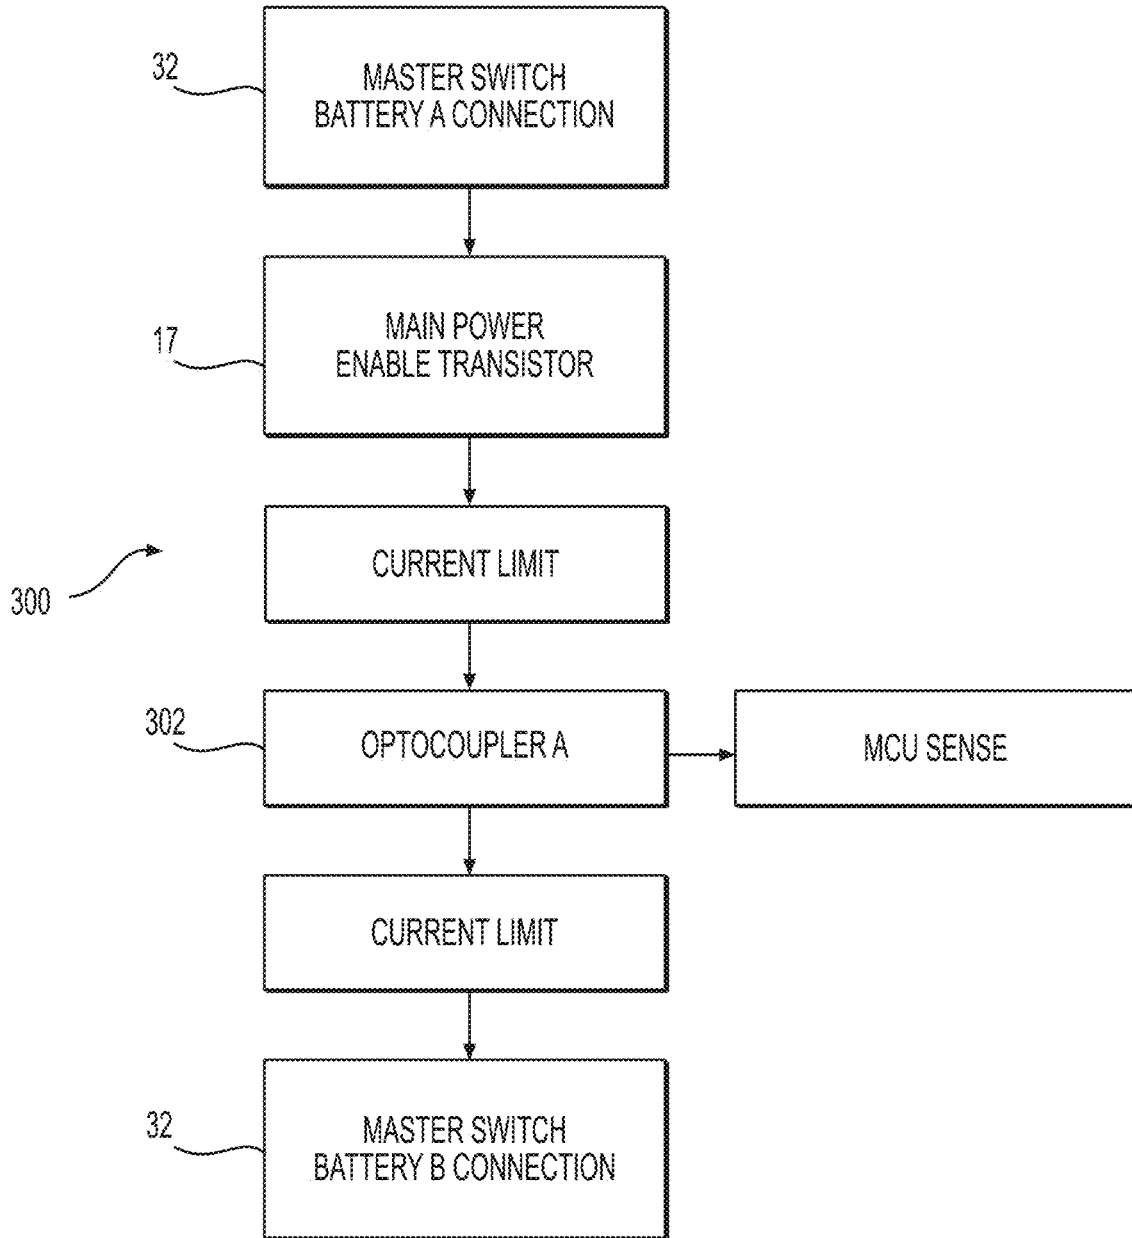 32
MASTER SWITCH
BATTERY A CONNECTION
17
MAIN POWER
ENABLE TRANSISTOR
CURRENT LIMIT
300
302
OPTOCOUPLER A
MCU SENSE
CURRENT LIMIT
32
MASTER SWITCH
BATTERY B CONNECTION